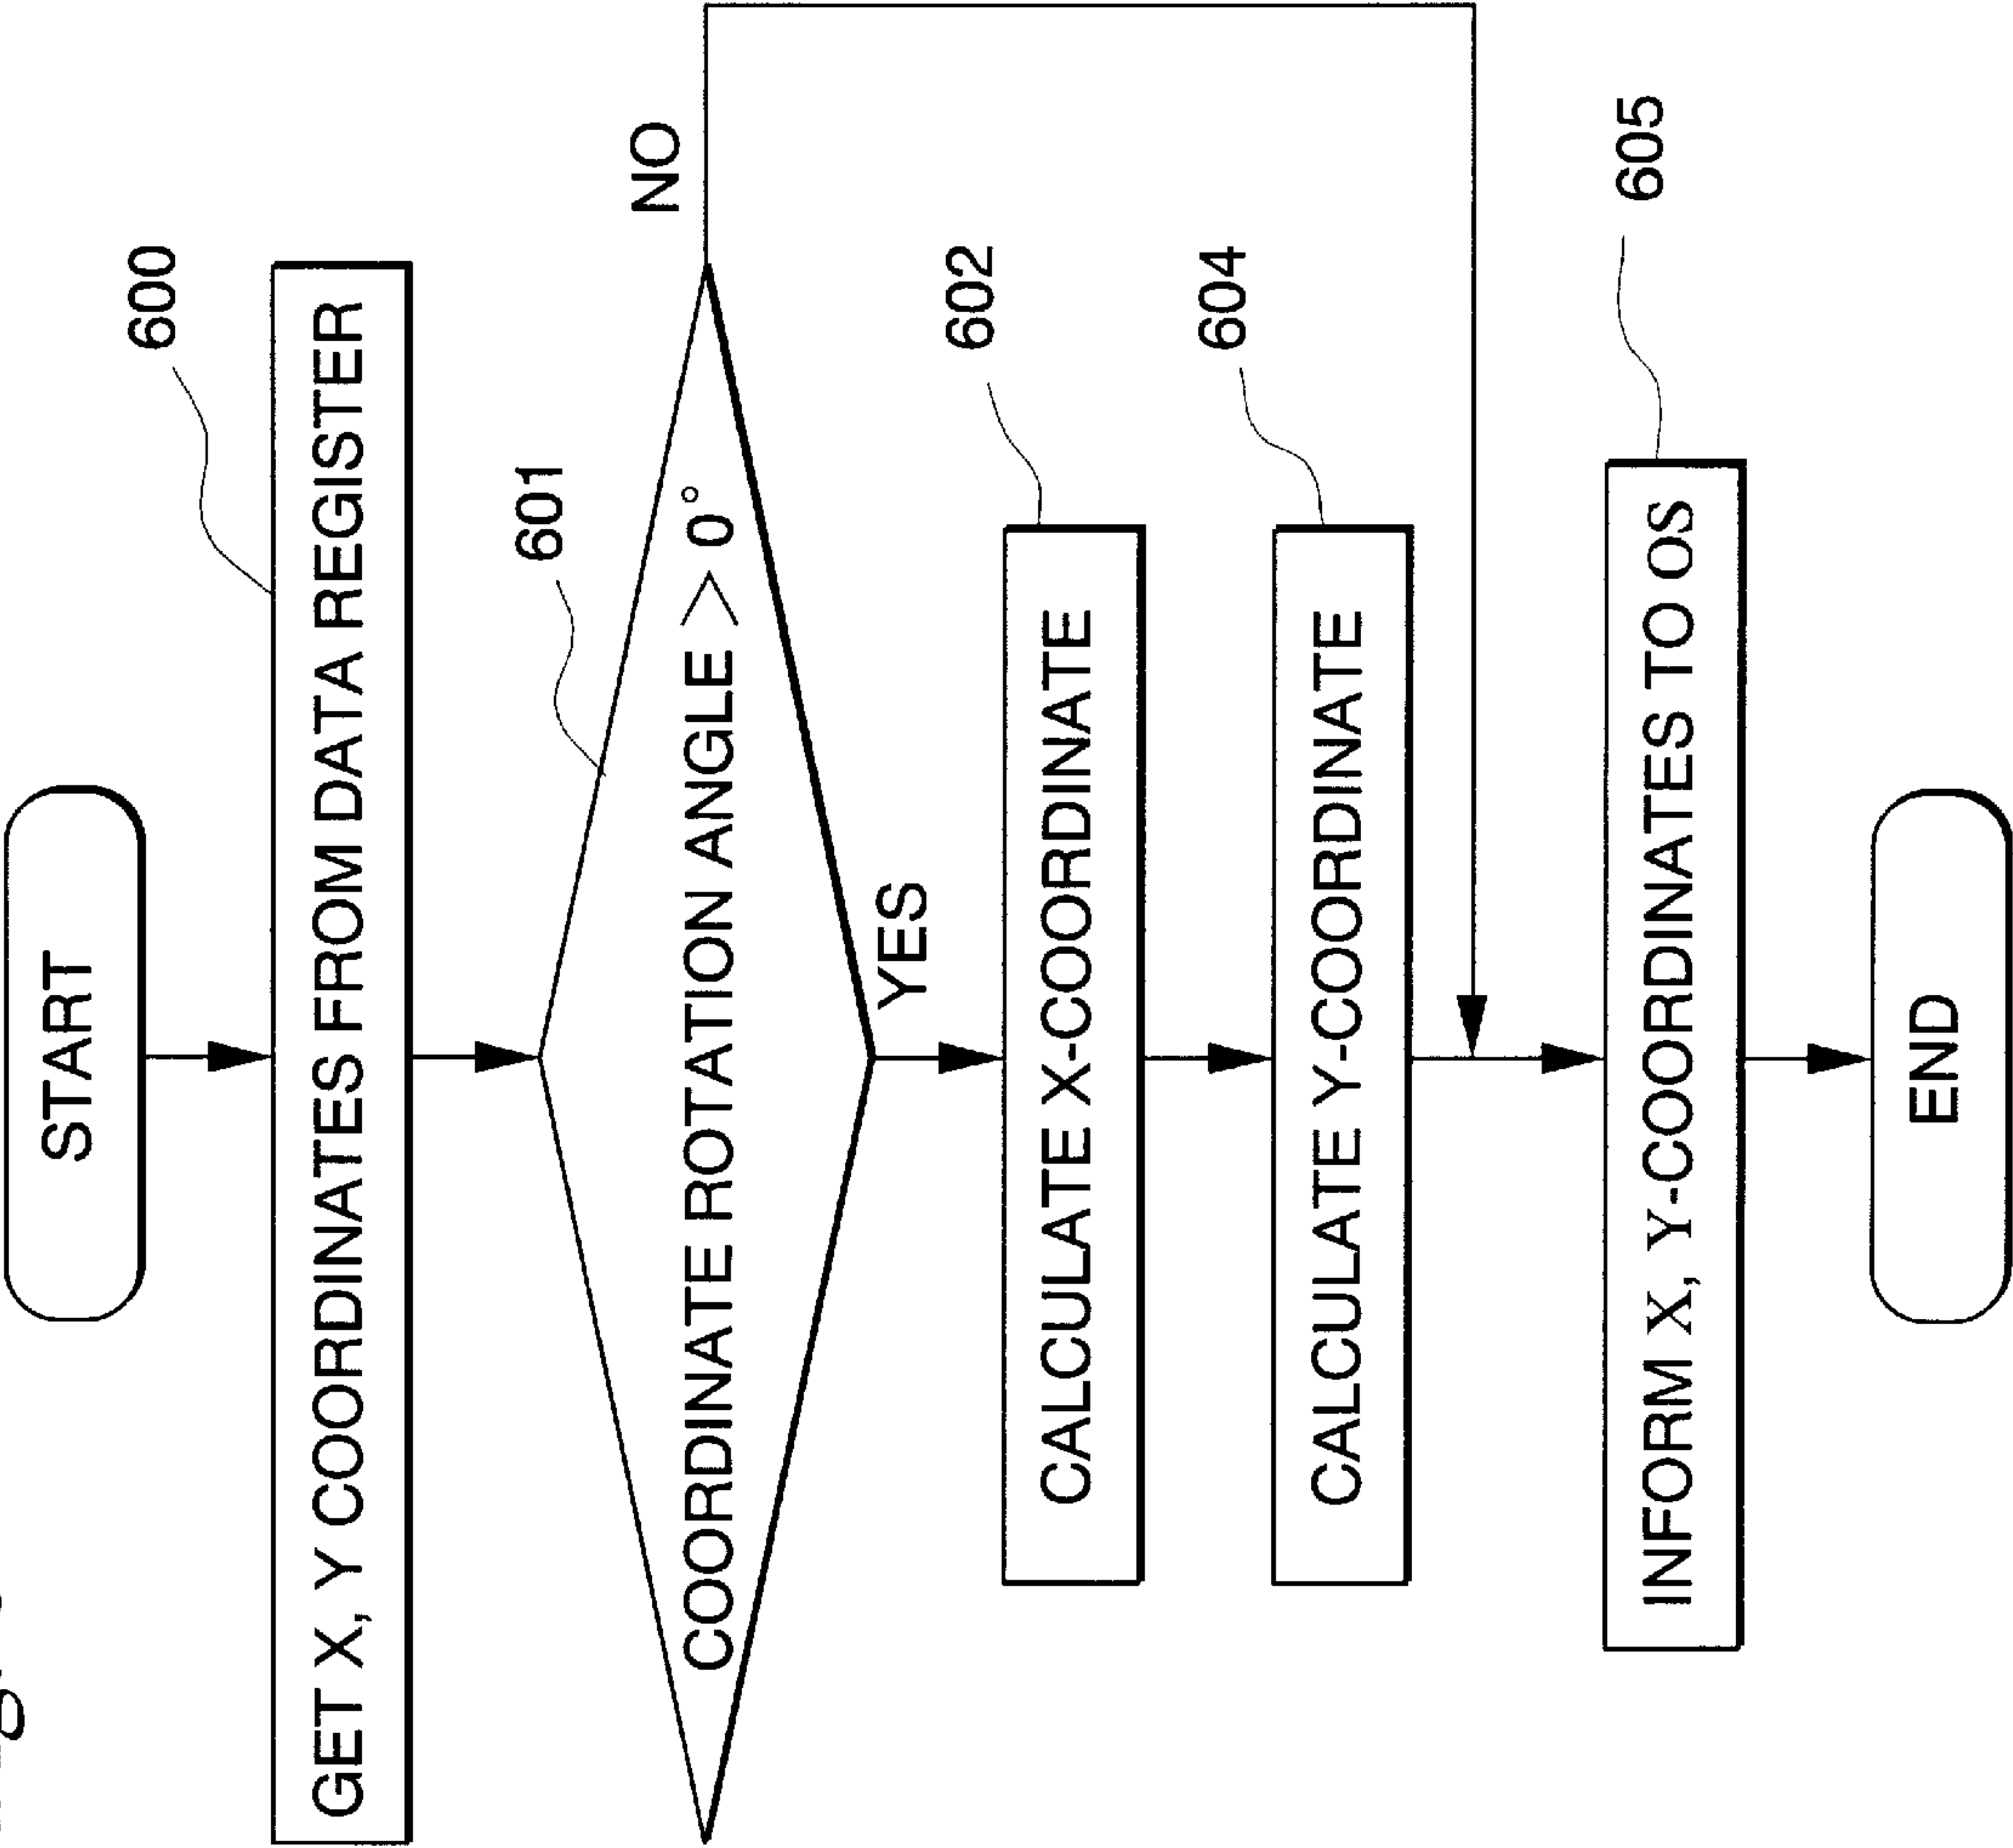 START
600
GET X, Y COORDINATES FROM DATA REGISTER
601
COORDINATE ROTATION ANGLE > 0°
NO
YES
602
CALCULATE X-COORDINATE
604
CALCULATE Y-COORDINATE
605
INFORM X, Y-COORDINATES TO OS
END